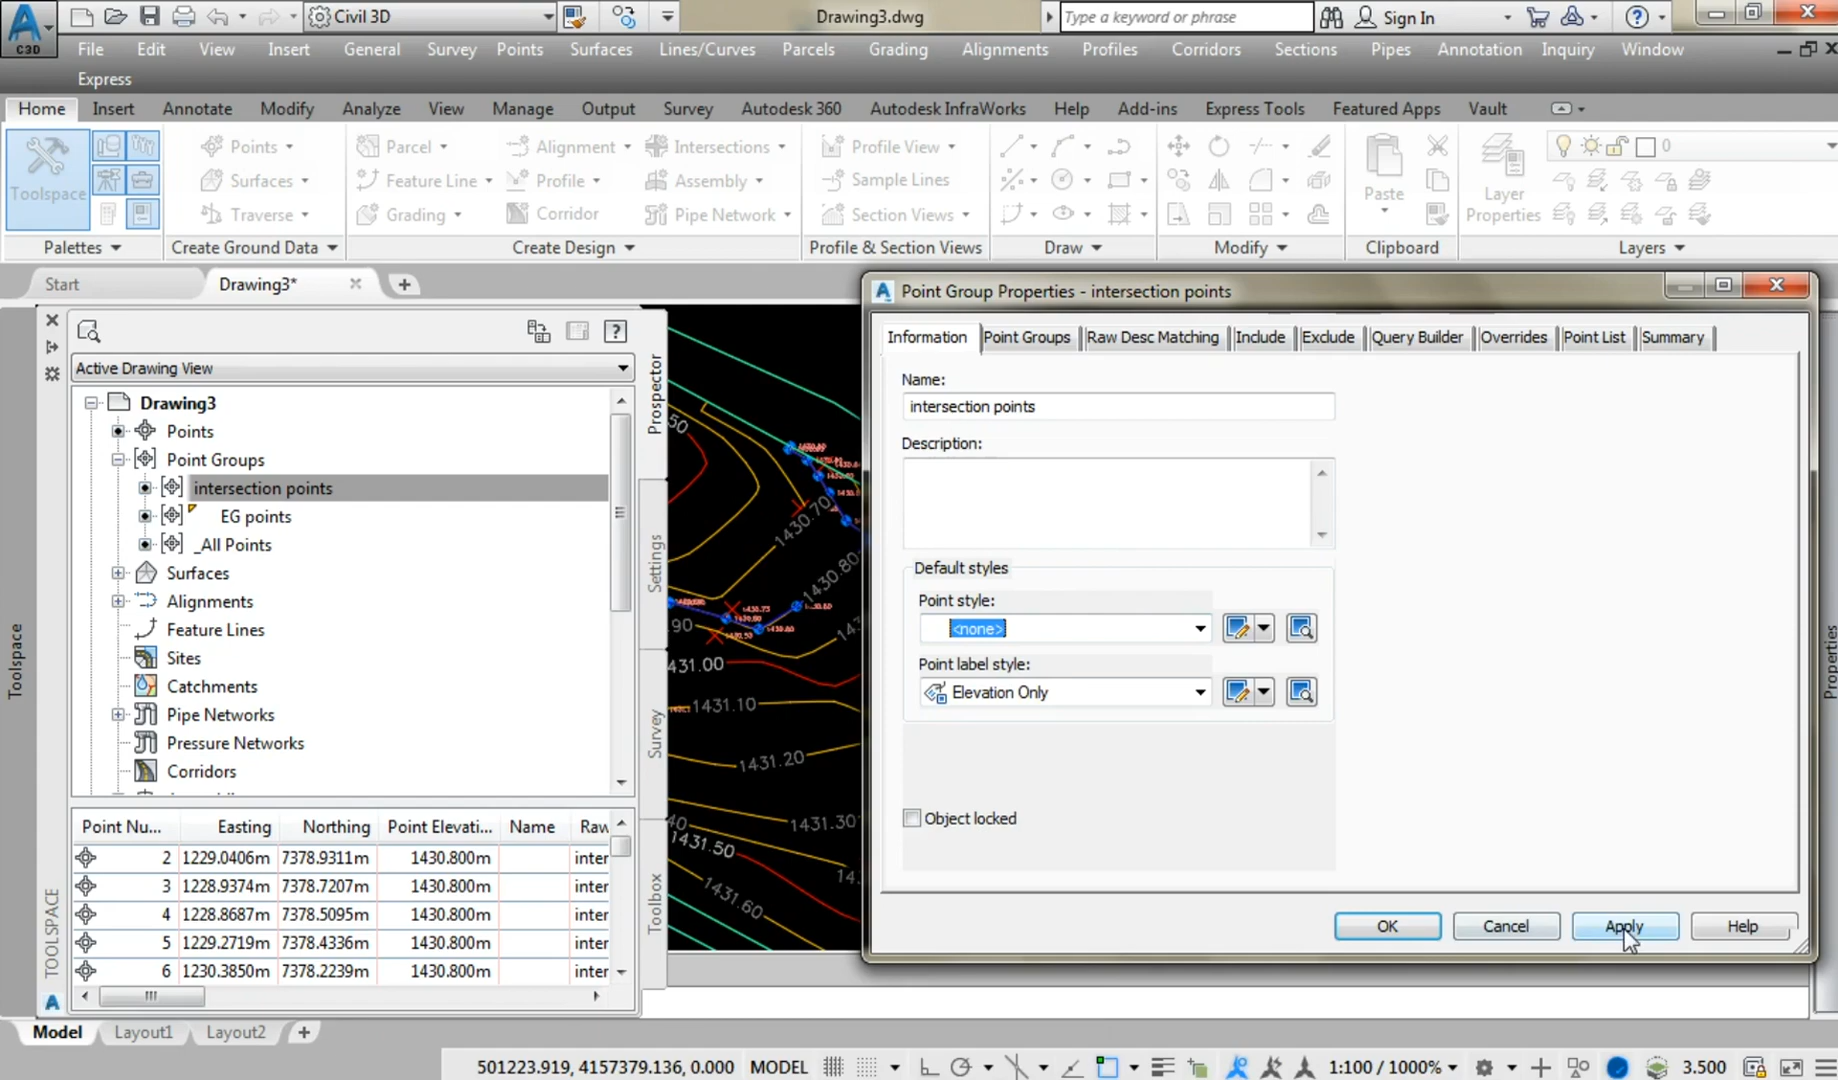 Civil 3D
Drawing3.dwg
Type a keyword or phrase
Sign In
C3D
File Edit View Insert General Survey Points Surfaces Lines/Curves Parcels Grading Alignments Profiles Corridors Sections Pipes Annotation Inquiry Window
Express
Home Insert Annotate Modify Analyze View Manage Output Survey Autodesk 360 Autodesk InfraWorks Help Add-ins Express Tools Featured Apps Vault
Toolspace
Points
Surfaces
Traverse
Parcel
Feature Line
Grading
Alignment
Profile
Corridor
Intersections
Assembly
Pipe Network
Profile View
Sample Lines
Section Views
Paste
Layer
Properties
0
Palettes
Create Ground Data
Create Design
Profile & Section Views
Draw
Modify
Clipboard
Layers
Start
Drawing3*
Active Drawing View
Drawing3
Points
Point Groups
intersection points
EG points
_All Points
Surfaces
Alignments
Feature Lines
Sites
Catchments
Pipe Networks
Pressure Networks
Corridors
Prospector
Settings
Survey
Toolbox
Toolspace
TOOLSPACE
Properties
Point Nu... Easting Northing Point Elevati... Name Raw
2 1229.0406m 7378.9311m 1430.800m inter
3 1228.9374m 7378.7207m 1430.800m inter
4 1228.8687m 7378.5095m 1430.800m inter
5 1229.2719m 7378.4336m 1430.800m inter
6 1230.3850m 7378.2239m 1430.800m inter
.50
1430.70
1430.80
.90
431.00
1431.10
1431.20
1431.30
1431.50
1431.60
Point Group Properties - intersection points
Information Point Groups Raw Desc Matching Include Exclude Query Builder Overrides Point List Summary
Name:
intersection points
Description:
Default styles
Point style:
<none>
Point label style:
Elevation Only
Object locked
OK Cancel Apply Help
Model Layout1 Layout2
501223.919, 4157379.136, 0.000 MODEL 1:100 / 1000% 3.500